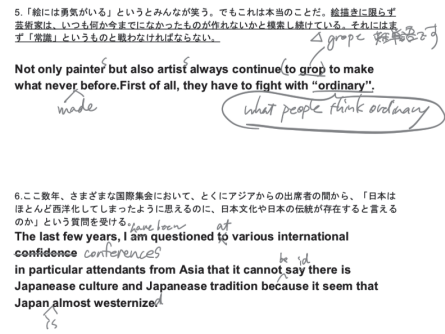 5.「絵には勇気がいる」というとみんなが笑う。でもこれは本当のことだ。絵描きに限らず
芸術家は、いつも何か今までになかったものが作れないかと模索し続けている。それにはま
ず「常識」というものと戦わなければならない。
△ grope です
Not only painter but also artist always continue to grop to make
s s
what never before.First of all, they have to fight with “ordinary”.
made
what people think ordinary
6.ここ数年、さまざまな国際集会において、とくにアジアからの出席者の間から、「日本は
ほとんど西洋化してしまったように思えるのに、日本文化や日本の伝統が存在すると言える
のか」という質問を受ける。
have been at
The last few years, I am questioned to various international
confidence conferences
be id
in particular attendants from Asia that it cannot say there is
Japanease culture and Japanease tradition because it seem that
Japan almost westernize.d
is